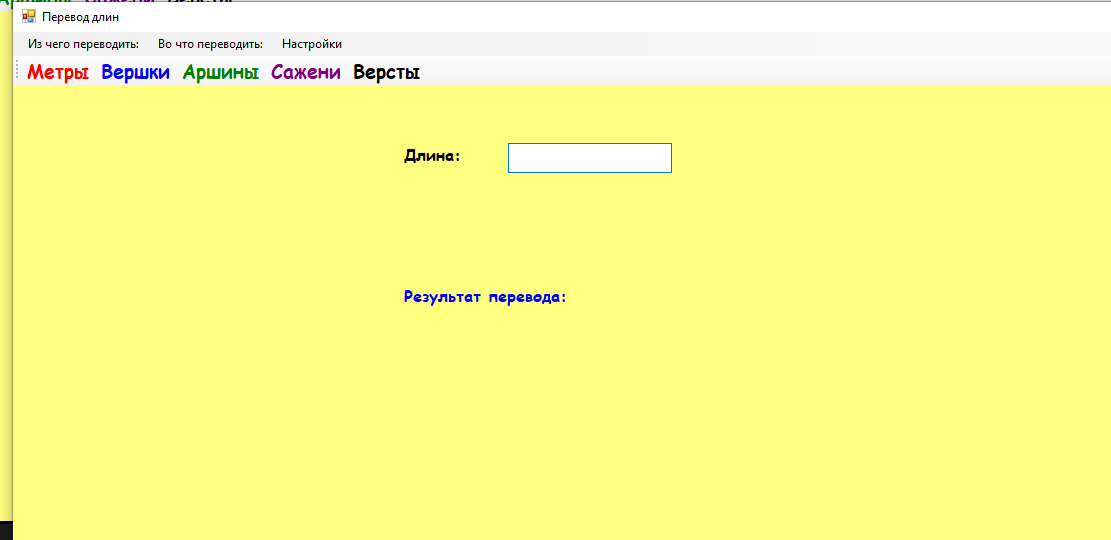 Перевод длин
Из чего переводить: Во что переводить: Настройки
Метры Вершки Аршины Сажени Версты
Длина:
Результат перевода: